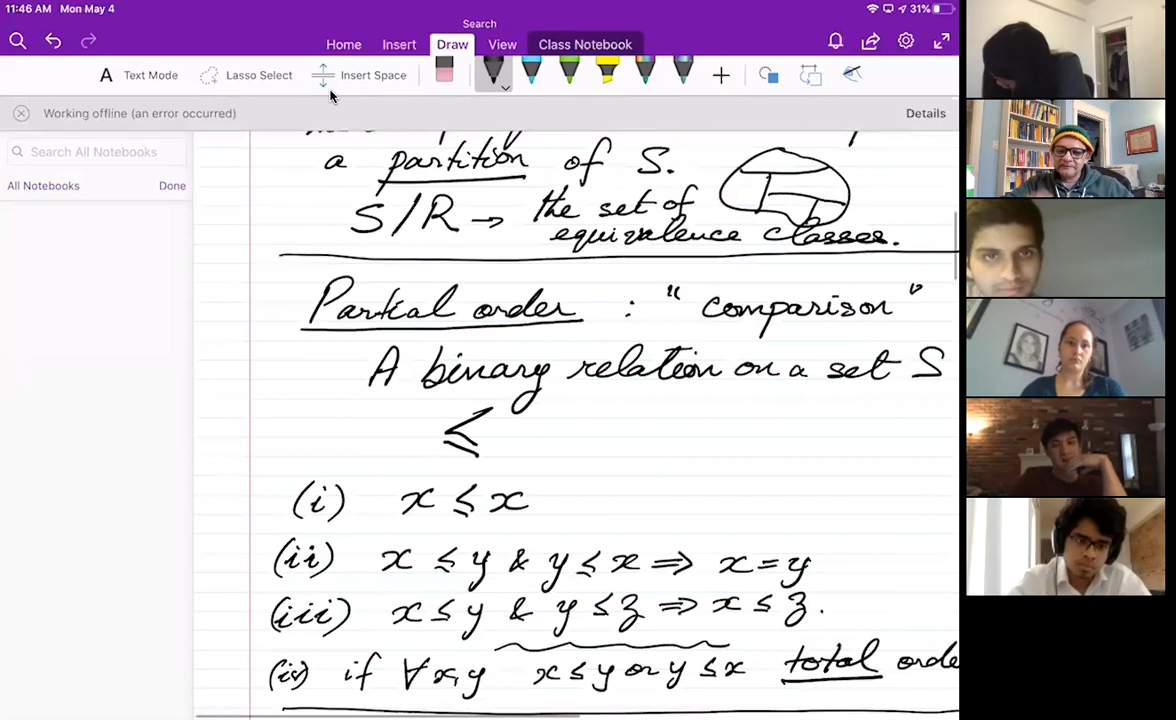 11:46 AM Mon May 4
31%
Search
Home Insert Draw View Class Notebook
Text Mode Lasso Select Insert Space
Working offline (an error occurred) Details
Search All Notebooks
All Notebooks Done
a partition of S.
S/R → the set of
equivalence classes.
Partial order : " comparison "
A binary relation on a set S
≤
(i) x ≤ x
(ii) x ≤ y & y ≤ x ⇒ x = y
(iii) x ≤ y & y ≤ z ⇒ x ≤ z.
(iv) if ∀x,y x ≤ y or y ≤ x total orde